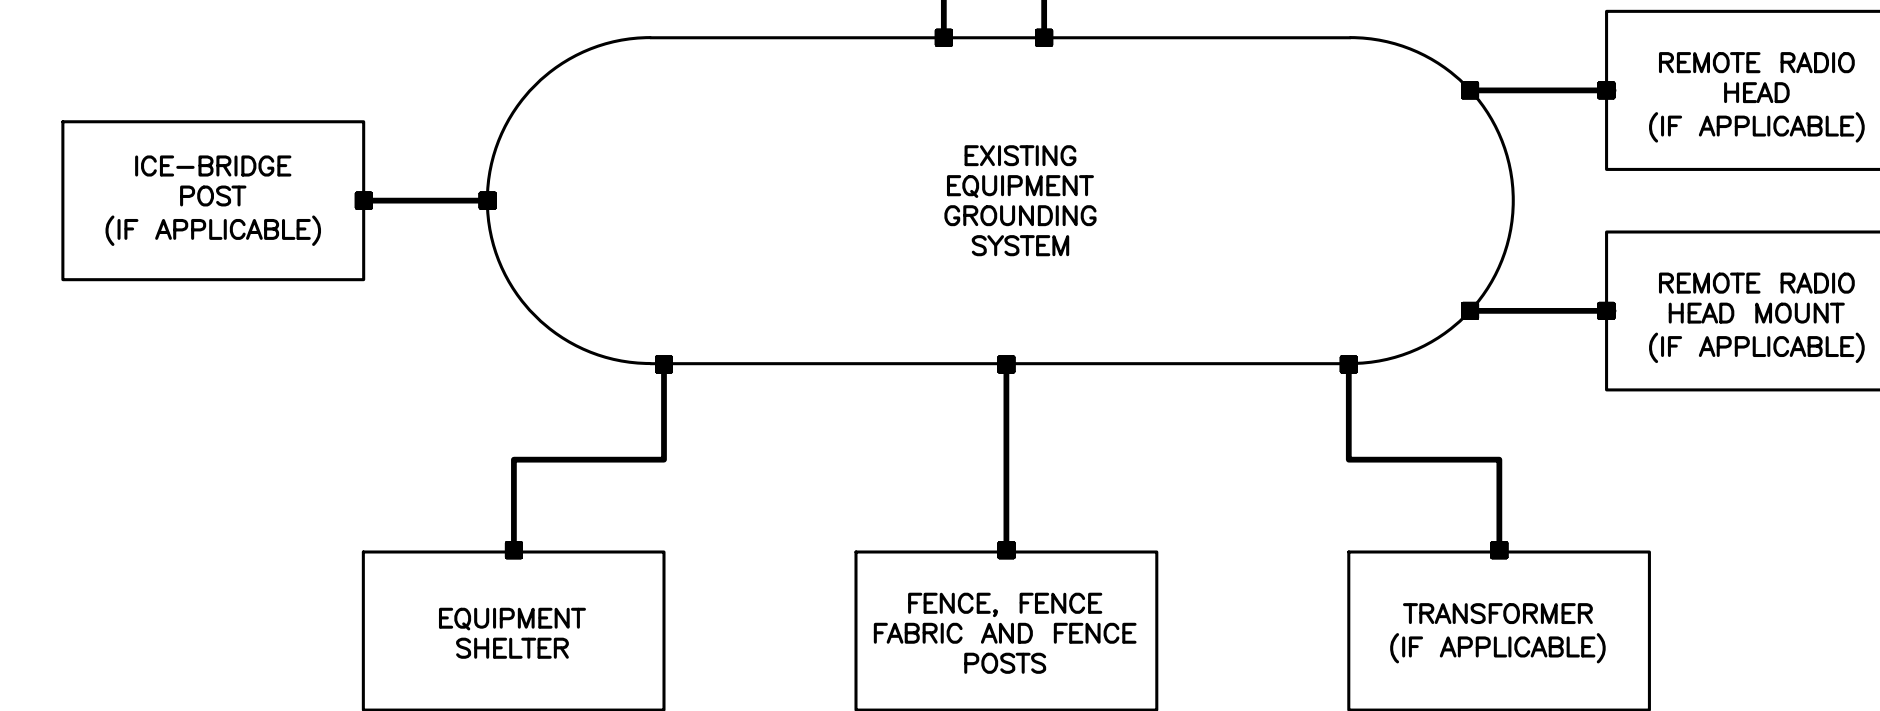 REMOTE RADIO
HEAD
(IF APPLICABLE)
ICE-BRIDGE
POST
(IF APPLICABLE)
EXISTING
EQUIPMENT
GROUNDING
SYSTEM
REMOTE RADIO
HEAD MOUNT
(IF APPLICABLE)
EQUIPMENT
SHELTER
FENCE, FENCE
FABRIC AND FENCE
POSTS
TRANSFORMER
(IF APPLICABLE)